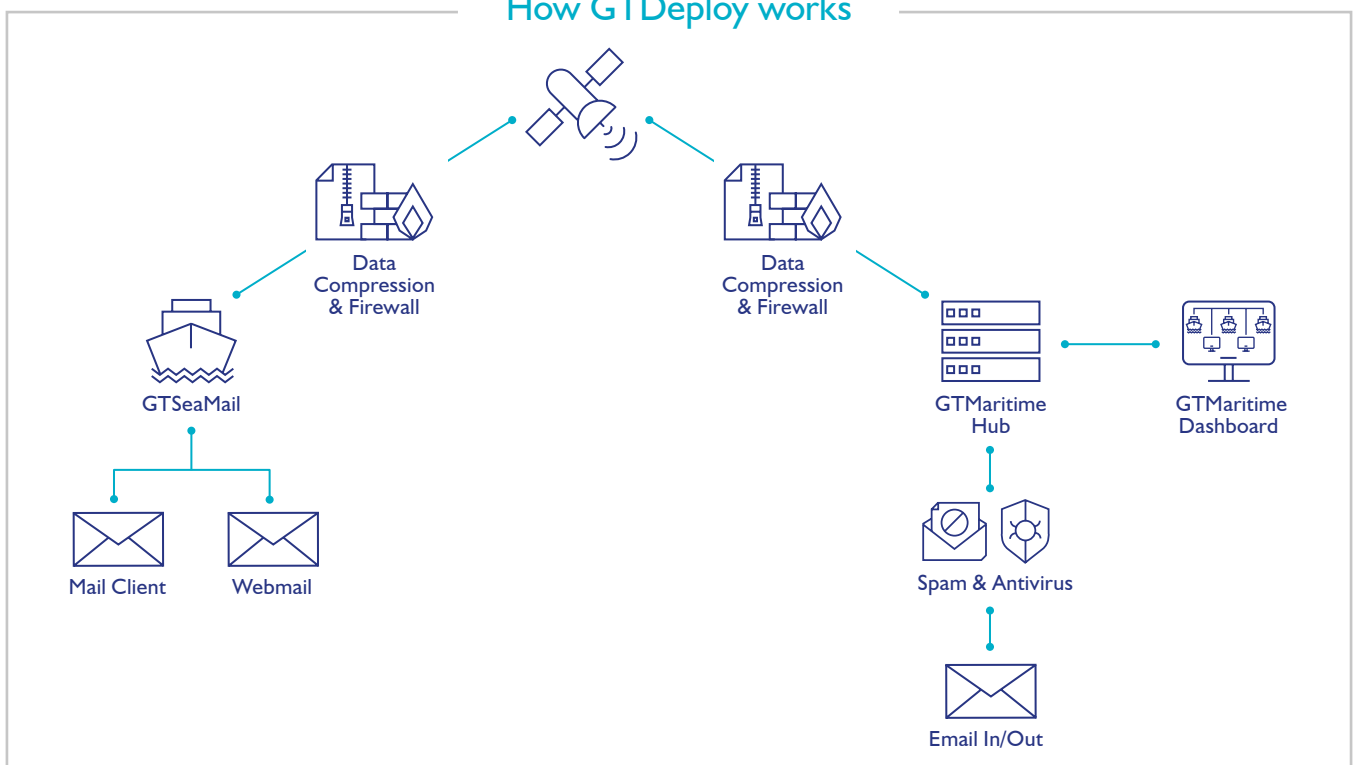 How GTDeploy works
Data
Compression
& Firewall
Data
Compression
& Firewall
GTSeaMail
GTMaritime
Hub
GTMaritime
Dashboard
Mail Client
Webmail
Spam & Antivirus
Email In/Out